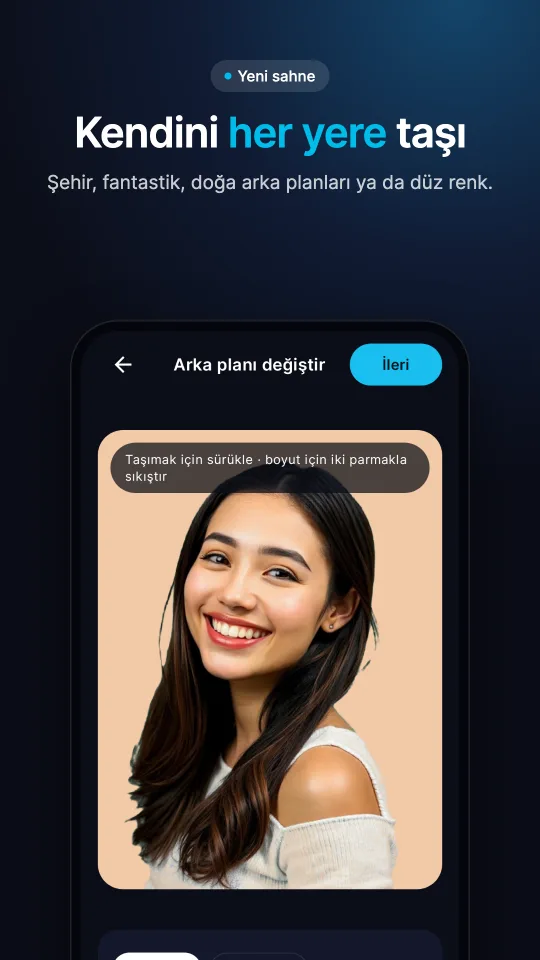 Yeni sahne
Kendini her yere taşı
Şehir, fantastik, doğa arka planları ya da düz renk.
Arka planı değiştir
İleri
Taşımak için sürükle · boyut için iki parmakla
sıkıştır